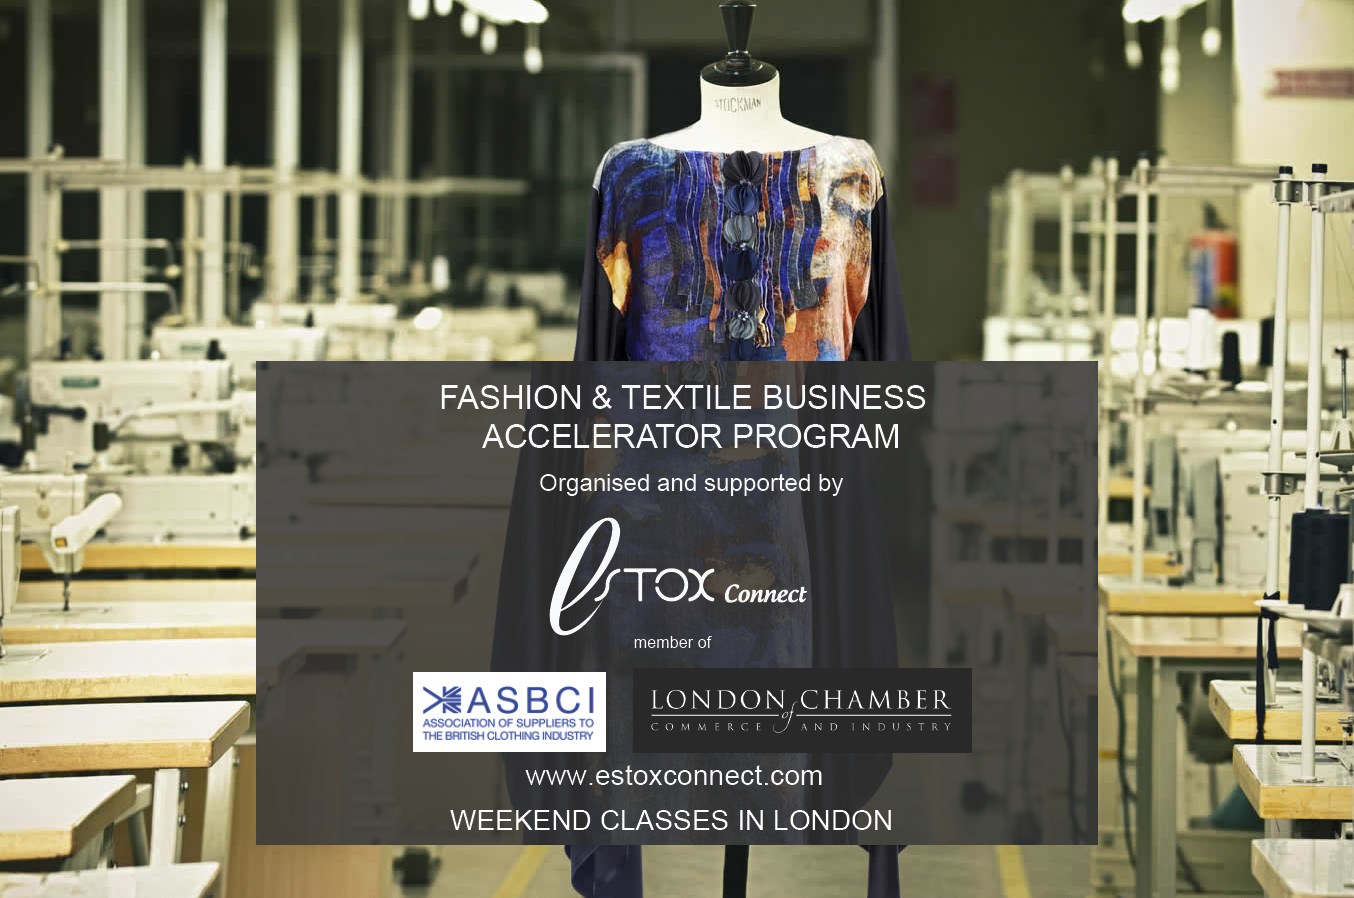 STOCKMAN
FASHION & TEXTILE BUSINESS
ACCELERATOR PROGRAM
Organised and supported by
esTOX Connect
member of
ASBCI
ASSOCIATION OF SUPPLIERS TO
THE BRITISH CLOTHING INDUSTRY
LONDON CHAMBER
of
COMMERCE AND INDUSTRY
www.estoxconnect.com
WEEKEND CLASSES IN LONDON